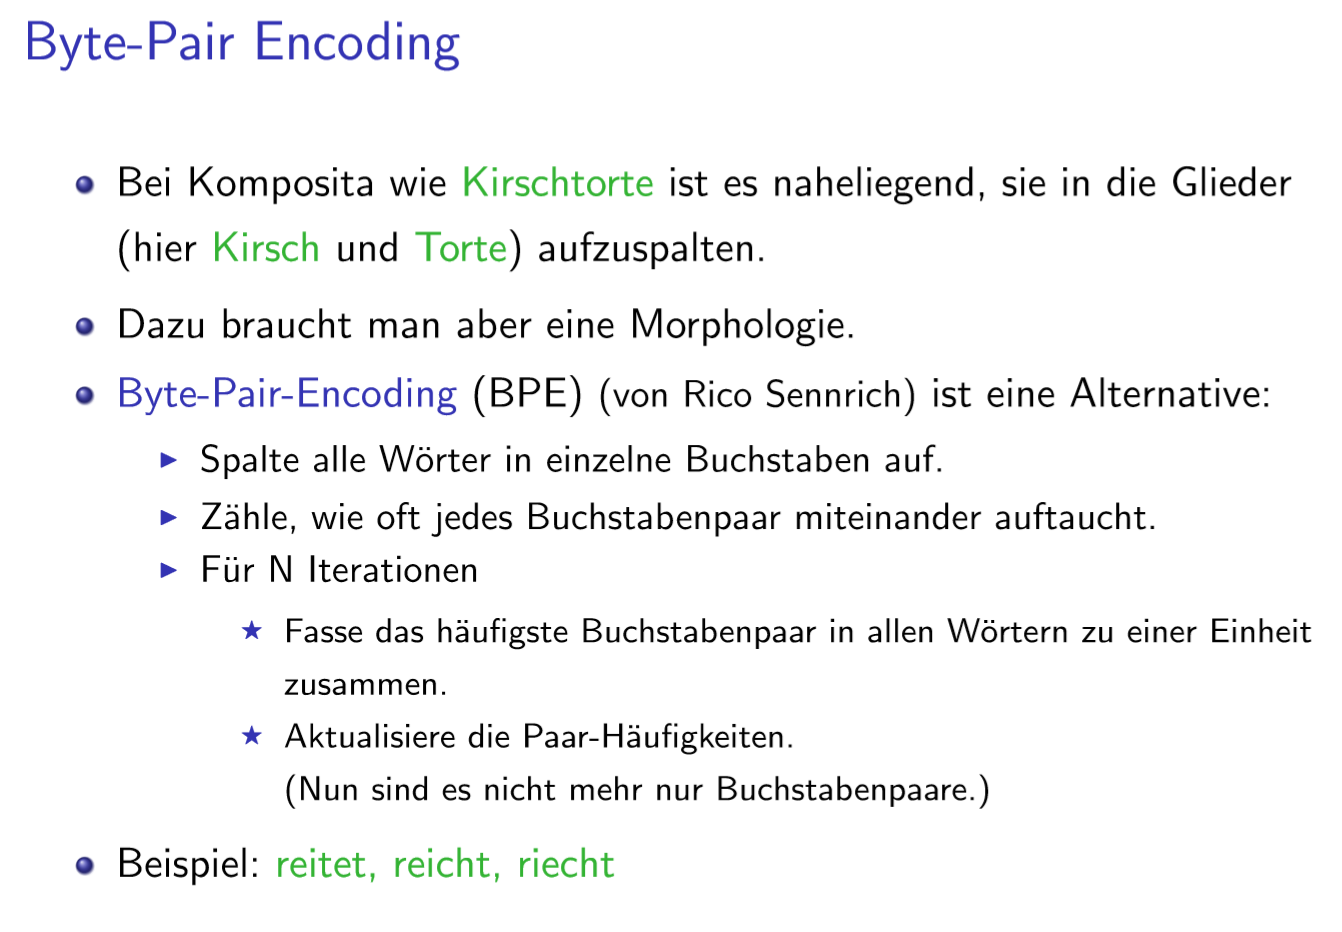 Byte-Pair Encoding
Bei Komposita wie Kirschtorte ist es naheliegend, sie in die Glieder
(hier Kirsch und Torte) aufzuspalten.
Dazu braucht man aber eine Morphologie.
Byte-Pair-Encoding (BPE) (von Rico Sennrich) ist eine Alternative:
Spalte alle Wörter in einzelne Buchstaben auf.
Zähle, wie oft jedes Buchstabenpaar miteinander auftaucht.
Für N Iterationen
Fasse das häufigste Buchstabenpaar in allen Wörtern zu einer Einheit
zusammen.
Aktualisiere die Paar-Häufigkeiten.
(Nun sind es nicht mehr nur Buchstabenpaare.)
Beispiel: reitet, reicht, riecht